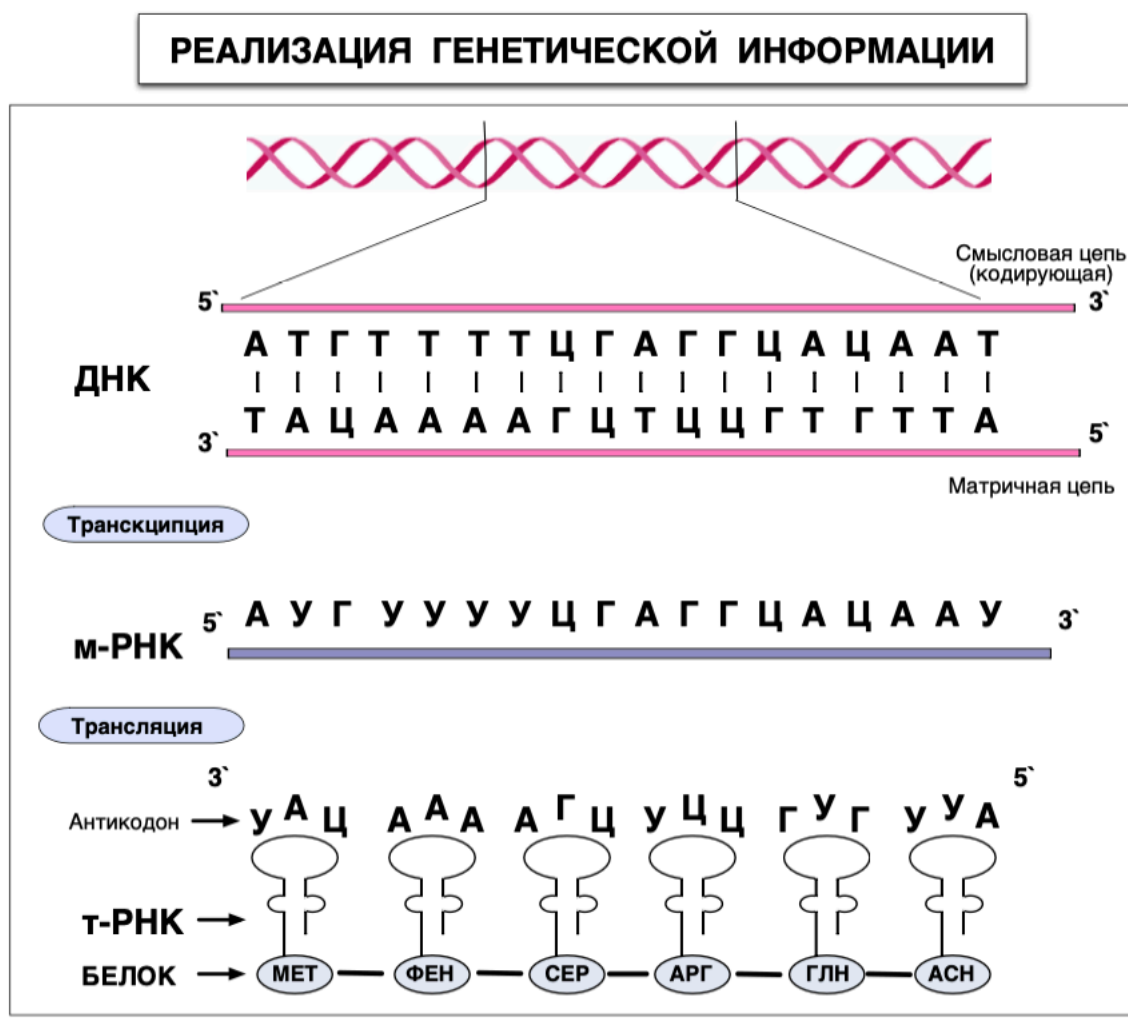 РЕАЛИЗАЦИЯ ГЕНЕТИЧЕСКОЙ ИНФОРМАЦИИ
Смысловая цепь
(кодирующая)
5` 3`
А Т Г Т Т Т Т Ц Г А Г Г Ц А Ц А А Т
ДНК
Т А Ц А А А А Г Ц Т Ц Ц Г Т Г Т Т А
3` 5`
Матричная цепь
Транскципция
5` А У Г У У У У Ц Г А Г Г Ц А Ц А А У 3`
м-РНК
Трансляция
3` 5`
Антикодон У А Ц А А А А Г Ц У Ц Ц Г У Г У У А
т-РНК
БЕЛОК МЕТ ФЕН СЕР АРГ ГЛН АСН